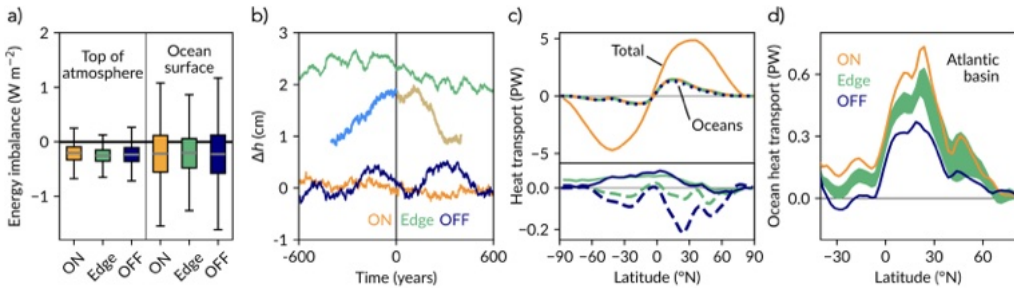 a)
Energy imbalance (W m⁻²)
2
1
0
−1
Top of
atmosphere
Ocean
surface
ON
Edge
OFF
ON
Edge
OFF
b)
Δh (cm)
3
2
1
0
-1
ON
Edge
OFF
-600
-300
0
300
600
Time (years)
c)
Heat transport (PW)
5
0
−5
0.0
−0.2
Total
Oceans
-90
-60
-30
0
30
60
90
Latitude (°N)
d)
Ocean heat transport (PW)
0.6
0.3
0.0
ON
Edge
OFF
Atlantic
basin
−30
0
30
60
Latitude (°N)